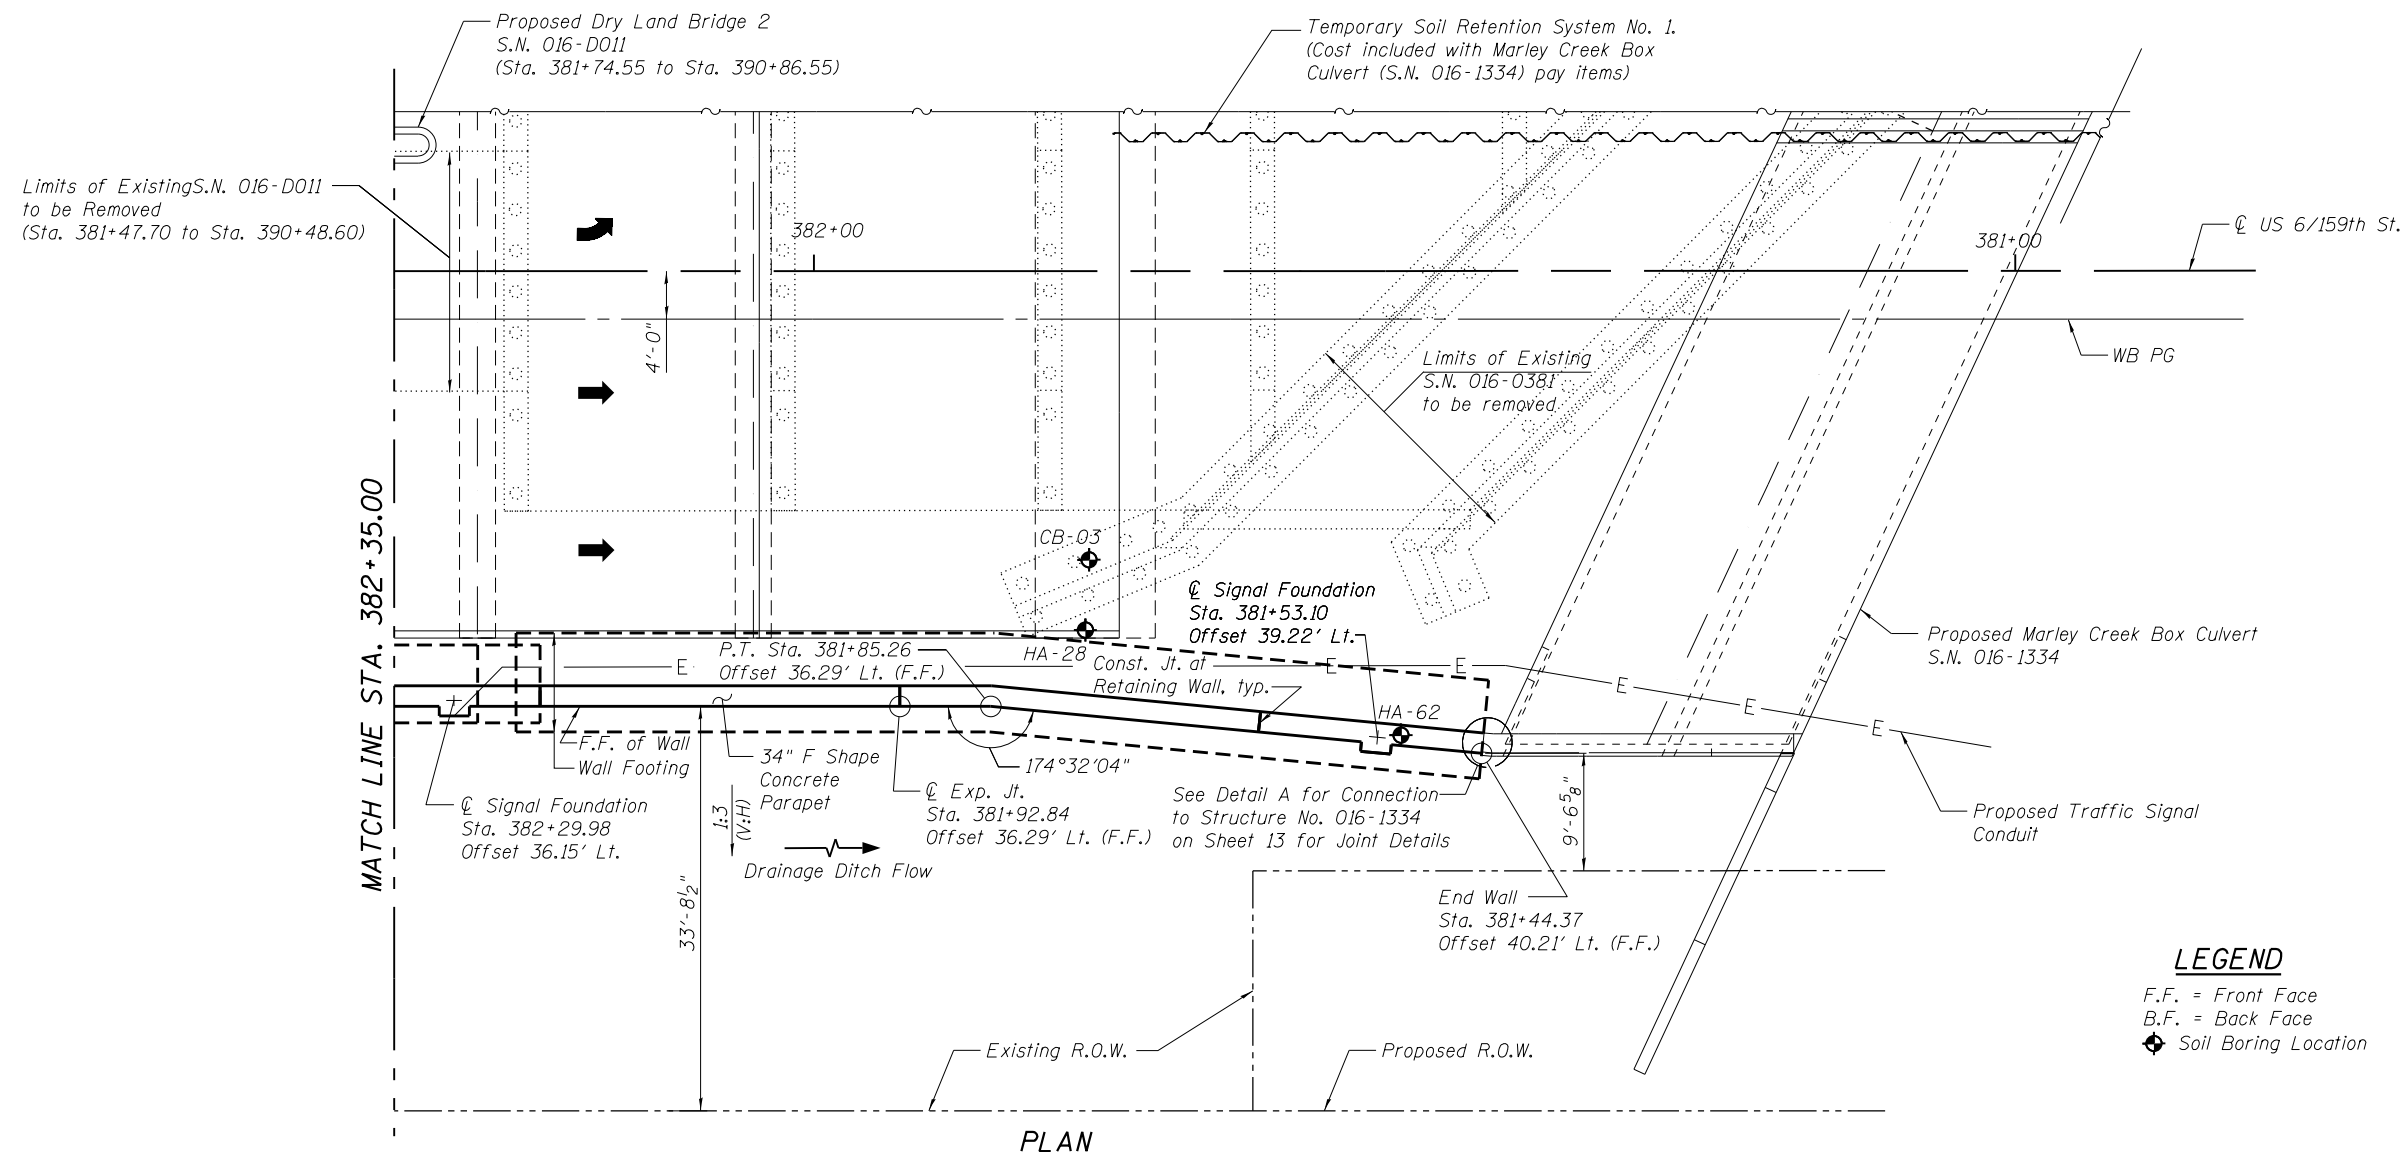 Proposed Dry Land Bridge 2
S.N. 016-D011
(Sta. 381+74.55 to Sta. 390+86.55)
Temporary Soil Retention System No. 1.
(Cost included with Marley Creek Box
Culvert (S.N. 016-1334) pay items)
Limits of ExistingS.N. 016-D011
to be Removed
(Sta. 381+47.70 to Sta. 390+48.60)
382+00
381+00
℄ US 6/159th St.
4'-0"
WB PG
Limits of Existing
S.N. 016-0381
to be removed
MATCH LINE STA. 382+35.00
CB-03
℄ Signal Foundation
Sta. 381+53.10
Offset 39.22' Lt.
Proposed Marley Creek Box Culvert
S.N. 016-1334
P.T. Sta. 381+85.26
Offset 36.29' Lt. (F.F.)
HA-28
Const. Jt. at
Retaining Wall, typ.
E
E
E
E
E
E
HA-62
F.F. of Wall
Wall Footing
34" F Shape
Concrete
Parapet
174°32'04"
℄ Signal Foundation
Sta. 382+29.98
Offset 36.15' Lt.
1:3
(V:H)
℄ Exp. Jt.
Sta. 381+92.84
Offset 36.29' Lt. (F.F.)
See Detail A for Connection
to Structure No. 016-1334
on Sheet 13 for Joint Details
9'-6 5/8"
Proposed Traffic Signal
Conduit
Drainage Ditch Flow
33'-8 1/2"
End Wall
Sta. 381+44.37
Offset 40.21' Lt. (F.F.)
LEGEND
F.F. = Front Face
B.F. = Back Face
Soil Boring Location
Existing R.O.W.
Proposed R.O.W.
PLAN